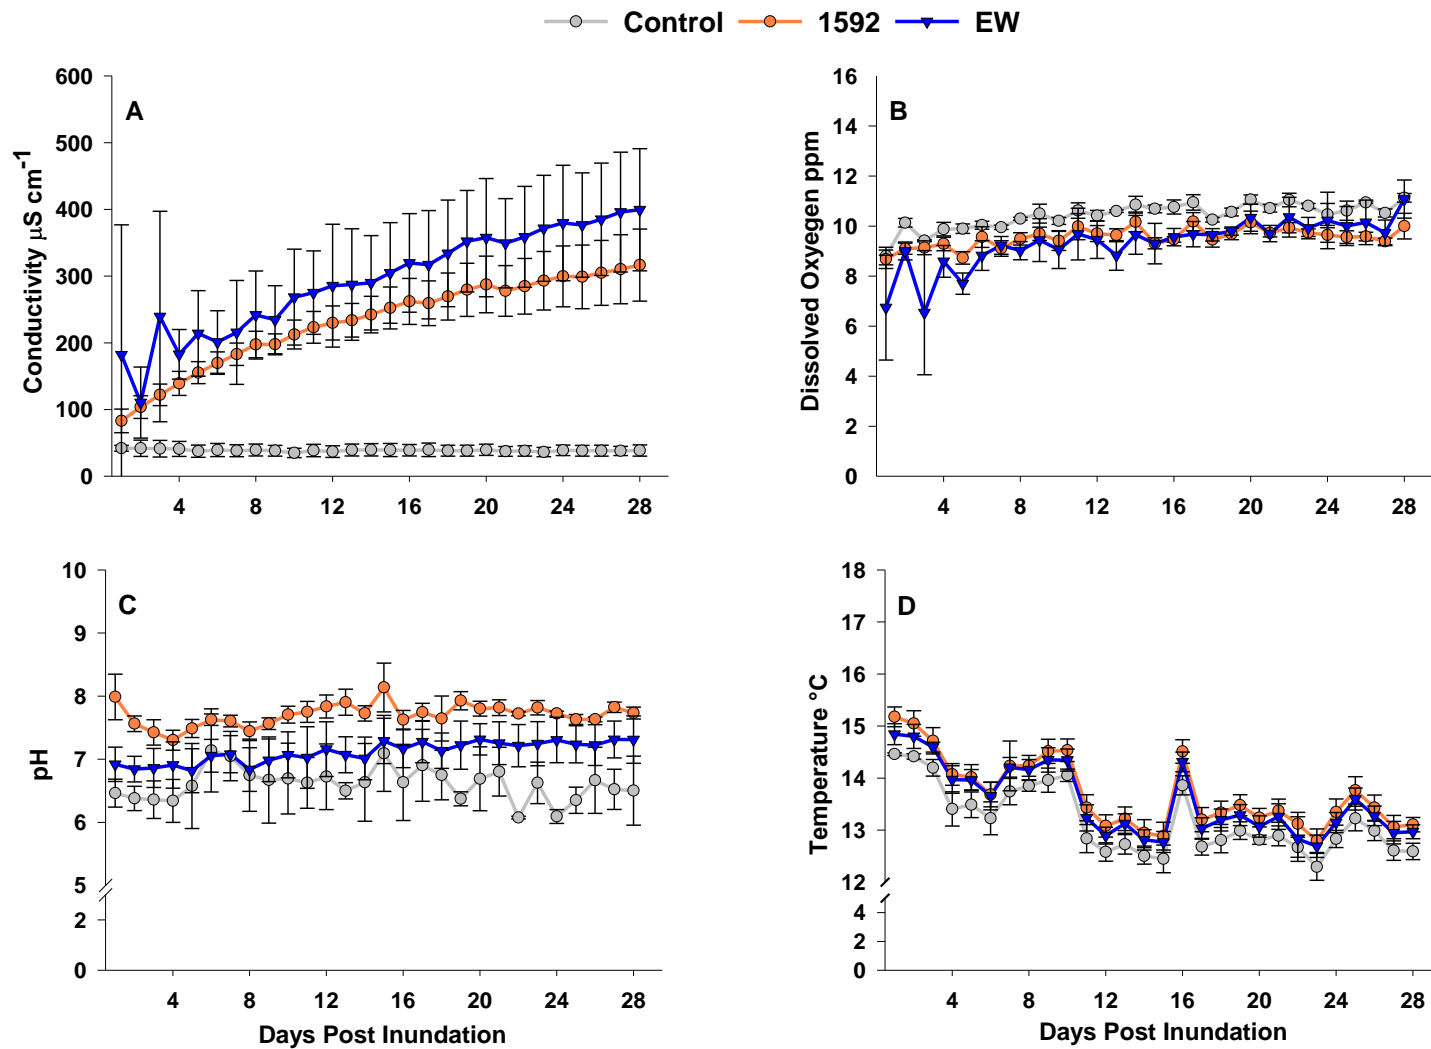 Control 1592 EW
A
Conductivity μS cm-1
600
500
400
300
200
100
0
4 8 12 16 20 24 28
B
Dissolved Oxyegen ppm
16
14
12
10
8
6
4
2
0
4 8 12 16 20 24 28
C
pH
10
9
8
7
6
5
2
0
4 8 12 16 20 24 28
Days Post Inundation
D
Temperature °C
18
17
16
15
14
13
12
4
2
0
4 8 12 16 20 24 28
Days Post Inundation